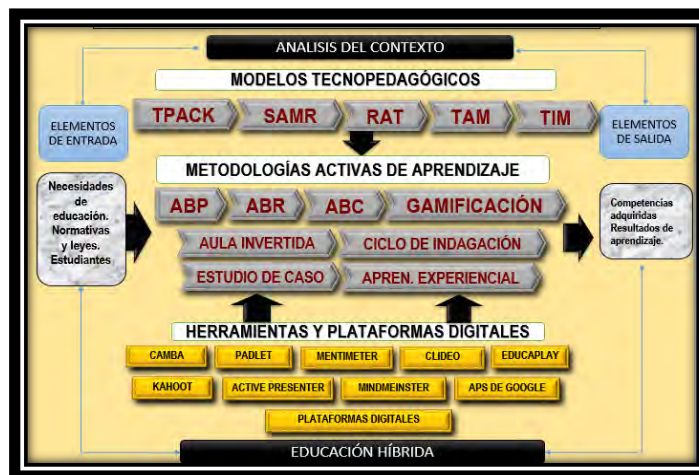 ANALISIS DEL CONTEXTO
MODELOS TECNOPEDAGÓGICOS
TPACK
SAMR
RAT
TAM
TIM
ELEMENTOS
DE ENTRADA
ELEMENTOS
DE SALIDA
METODOLOGÍAS ACTIVAS DE APRENDIZAJE
Necesidades
de
educación.
Normativas
y leyes.
Estudiantes
ABP
ABR
ABC
GAMIFICACIÓN
AULA INVERTIDA
CICLO DE INDAGACIÓN
ESTUDIO DE CASO
APREN. EXPERIENCIAL
Competencias
adquiridas
Resultados de
aprendizaje.
HERRAMIENTAS Y PLATAFORMAS DIGITALES
CAMBA
PADLET
MENTIMETER
CLIDEO
EDUCAPLAY
KAHOOT
ACTIVE PRESENTER
MINDMEINSTER
APS DE GOOGLE
PLATAFORMAS DIGITALES
EDUCACIÓN HÍBRIDA